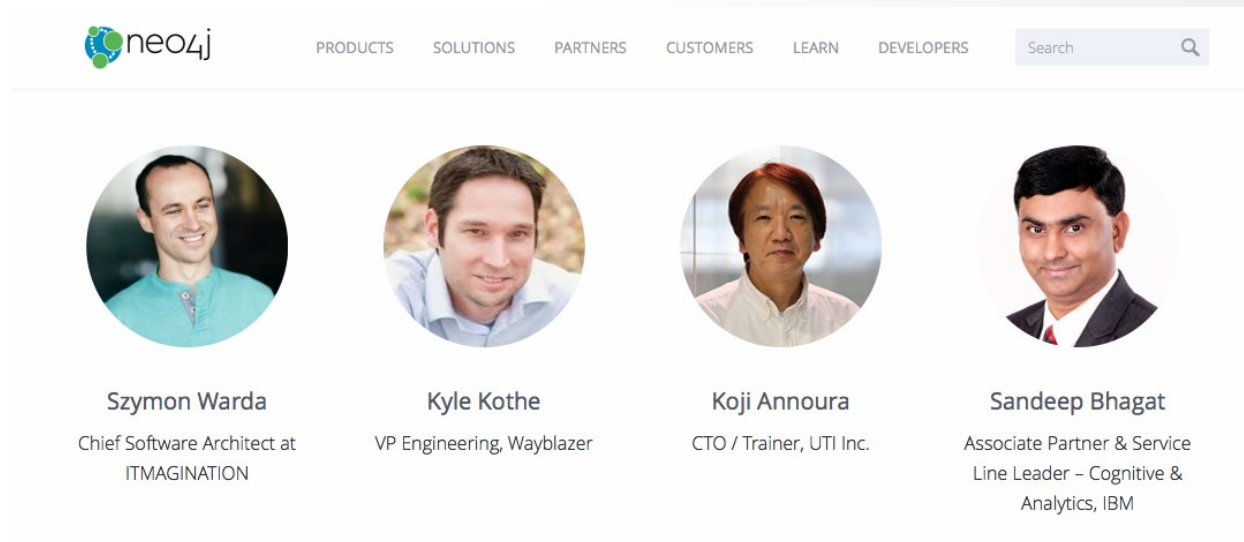 neo4j
PRODUCTS SOLUTIONS PARTNERS CUSTOMERS LEARN DEVELOPERS Search
Szymon Warda
Chief Software Architect at
ITMAGINATION
Kyle Kothe
VP Engineering, Wayblazer
Koji Annoura
CTO / Trainer, UTI Inc.
Sandeep Bhagat
Associate Partner & Service
Line Leader – Cognitive &
Analytics, IBM